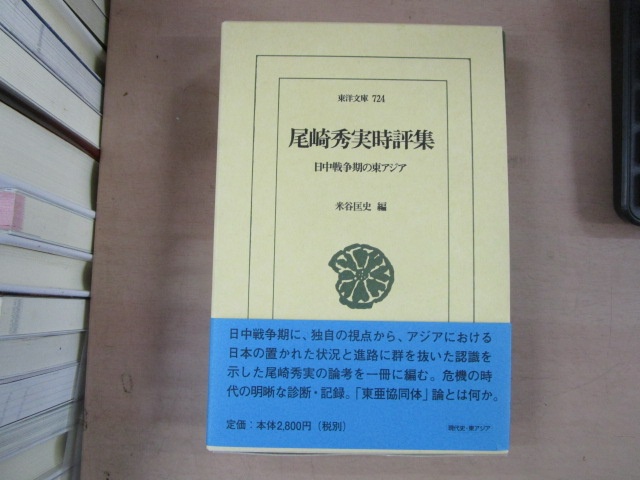 東洋文庫 724
尾崎秀実時評集
日中戦争期の東アジア
米谷匡史 編
日中戦争期に、独自の視点から、アジアにおける
日本の置かれた状況と進路に群を抜いた認識を
示した尾崎秀実の論考を一冊に編む。危機の時
代の明晰な診断・記録。「東亜協同体」論とは何か。
定価:本体2,800円(税別)
現代史・東アジア